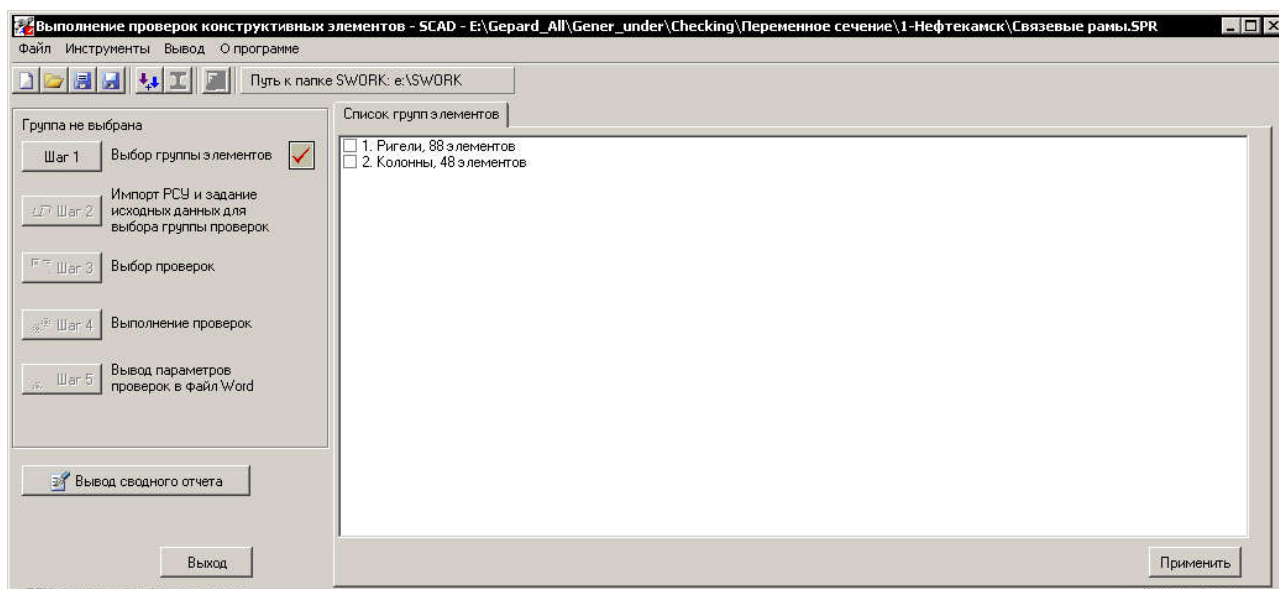 Выполнение проверок конструктивных элементов - SCAD - E:\Gepard_All\Gener_under\Checking\Переменное сечение\1-Нефтекамск\Связевые рамы.SPR
Файл Инструменты Вывод О программе
Путь к папке SWORK: e:\SWORK
Группа не выбрана
Шаг 1 Выбор группы элементов
Шаг 2 Импорт РСУ и задание
исходных данных для
выбора группы проверок
Шаг 3 Выбор проверок
Шаг 4 Выполнение проверок
Шаг 5 Вывод параметров
проверок в файл Word
Вывод сводного отчета
Выход
Список групп элементов
1. Ригели, 88 элементов
2. Колонны, 48 элементов
Применить